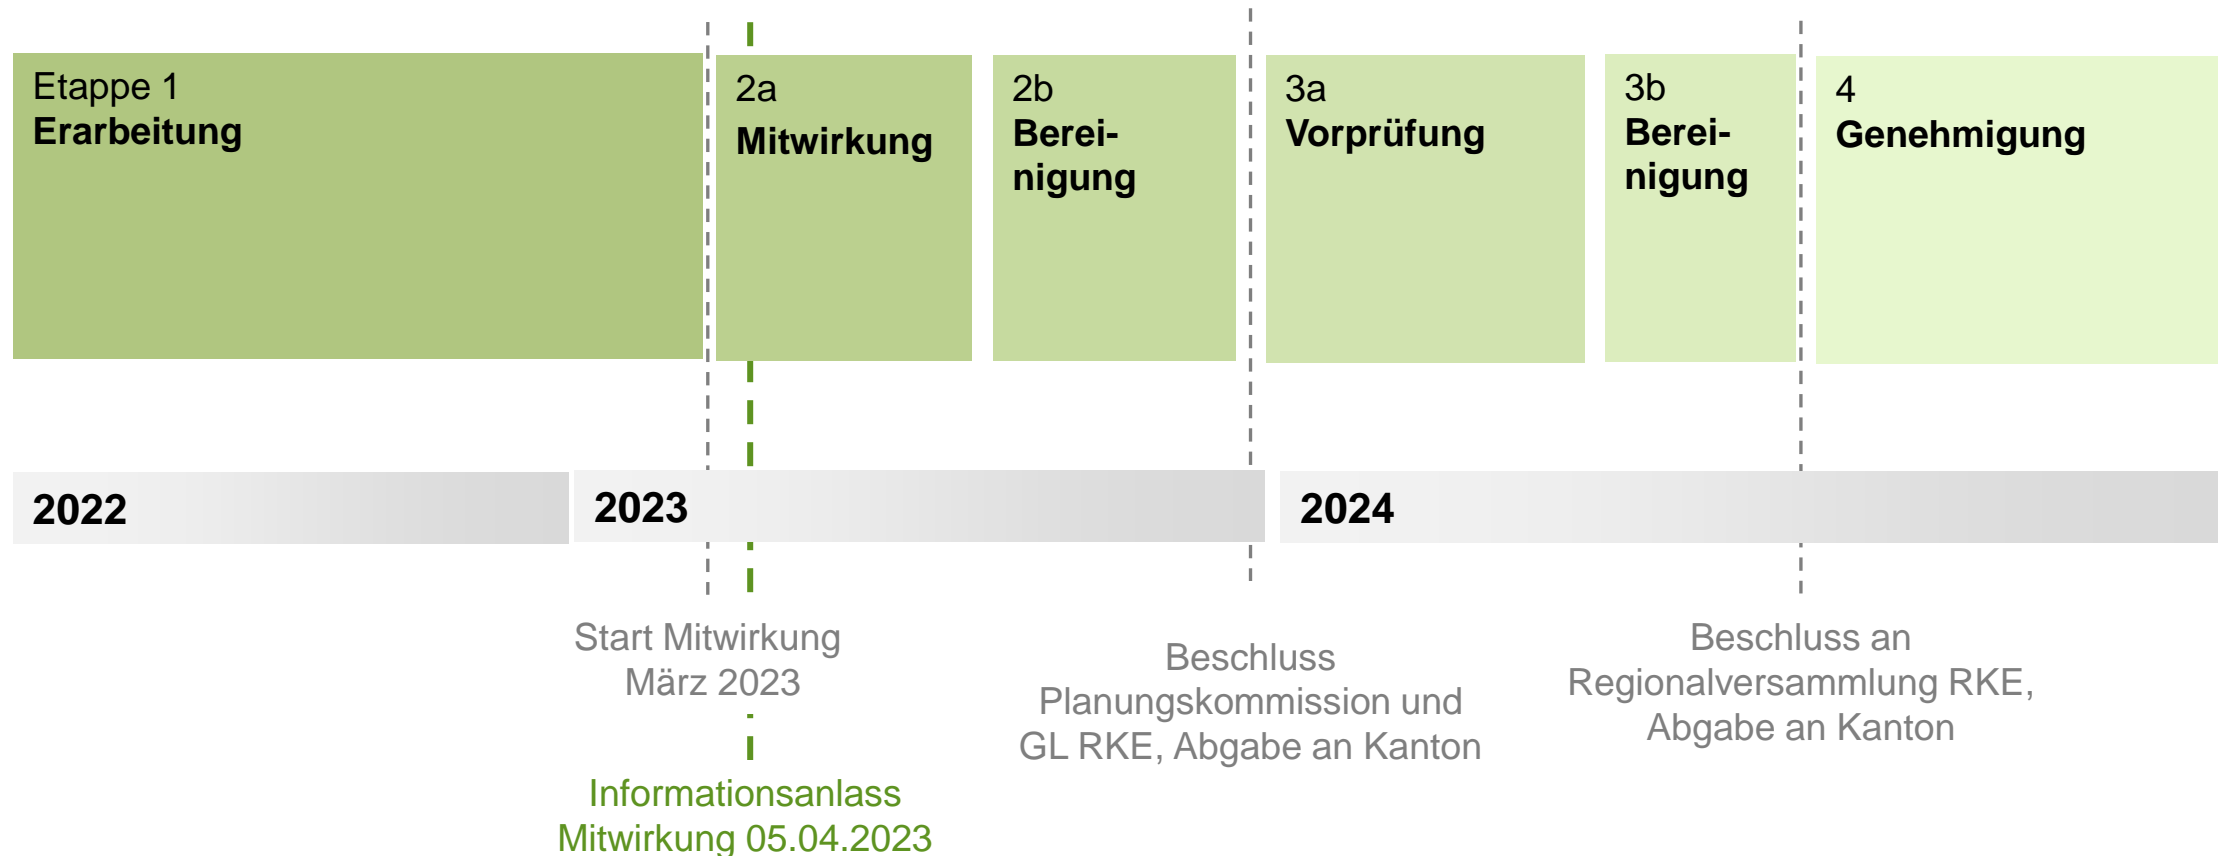 Etappe 1
Erarbeitung
2a
Mitwirkung
2b
Berei-
nigung
3a
Vorprüfung
3b
Berei-
nigung
4
Genehmigung
2022
2023
2024
Start Mitwirkung
März 2023
Beschluss
Planungskommission und
GL RKE, Abgabe an Kanton
Beschluss an
Regionalversammlung RKE,
Abgabe an Kanton
Informationsanlass
Mitwirkung 05.04.2023